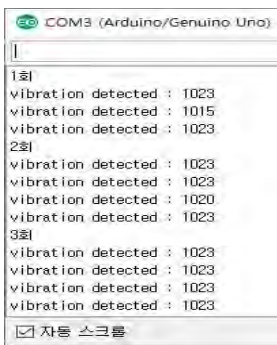 COM3 (Arduino/Genuino Uno)
1회
vibration detected : 1023
vibration detected : 1015
vibration detected : 1023
2회
vibration detected : 1023
vibration detected : 1023
vibration detected : 1020
vibration detected : 1023
3회
vibration detected : 1023
vibration detected : 1023
vibration detected : 1023
vibration detected : 1023
자동 스크롤